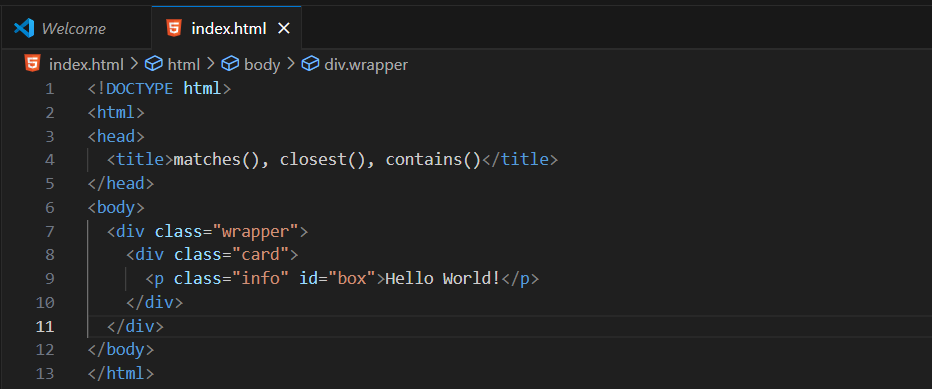 Welcome index.html
index.html > html > body > div.wrapper
1 <!DOCTYPE html>
2 <html>
3 <head>
4   <title>matches(), closest(), contains()</title>
5 </head>
6 <body>
7   <div class="wrapper">
8     <div class="card">
9       <p class="info" id="box">Hello World!</p>
10     </div>
11   </div>
12 </body>
13 </html>